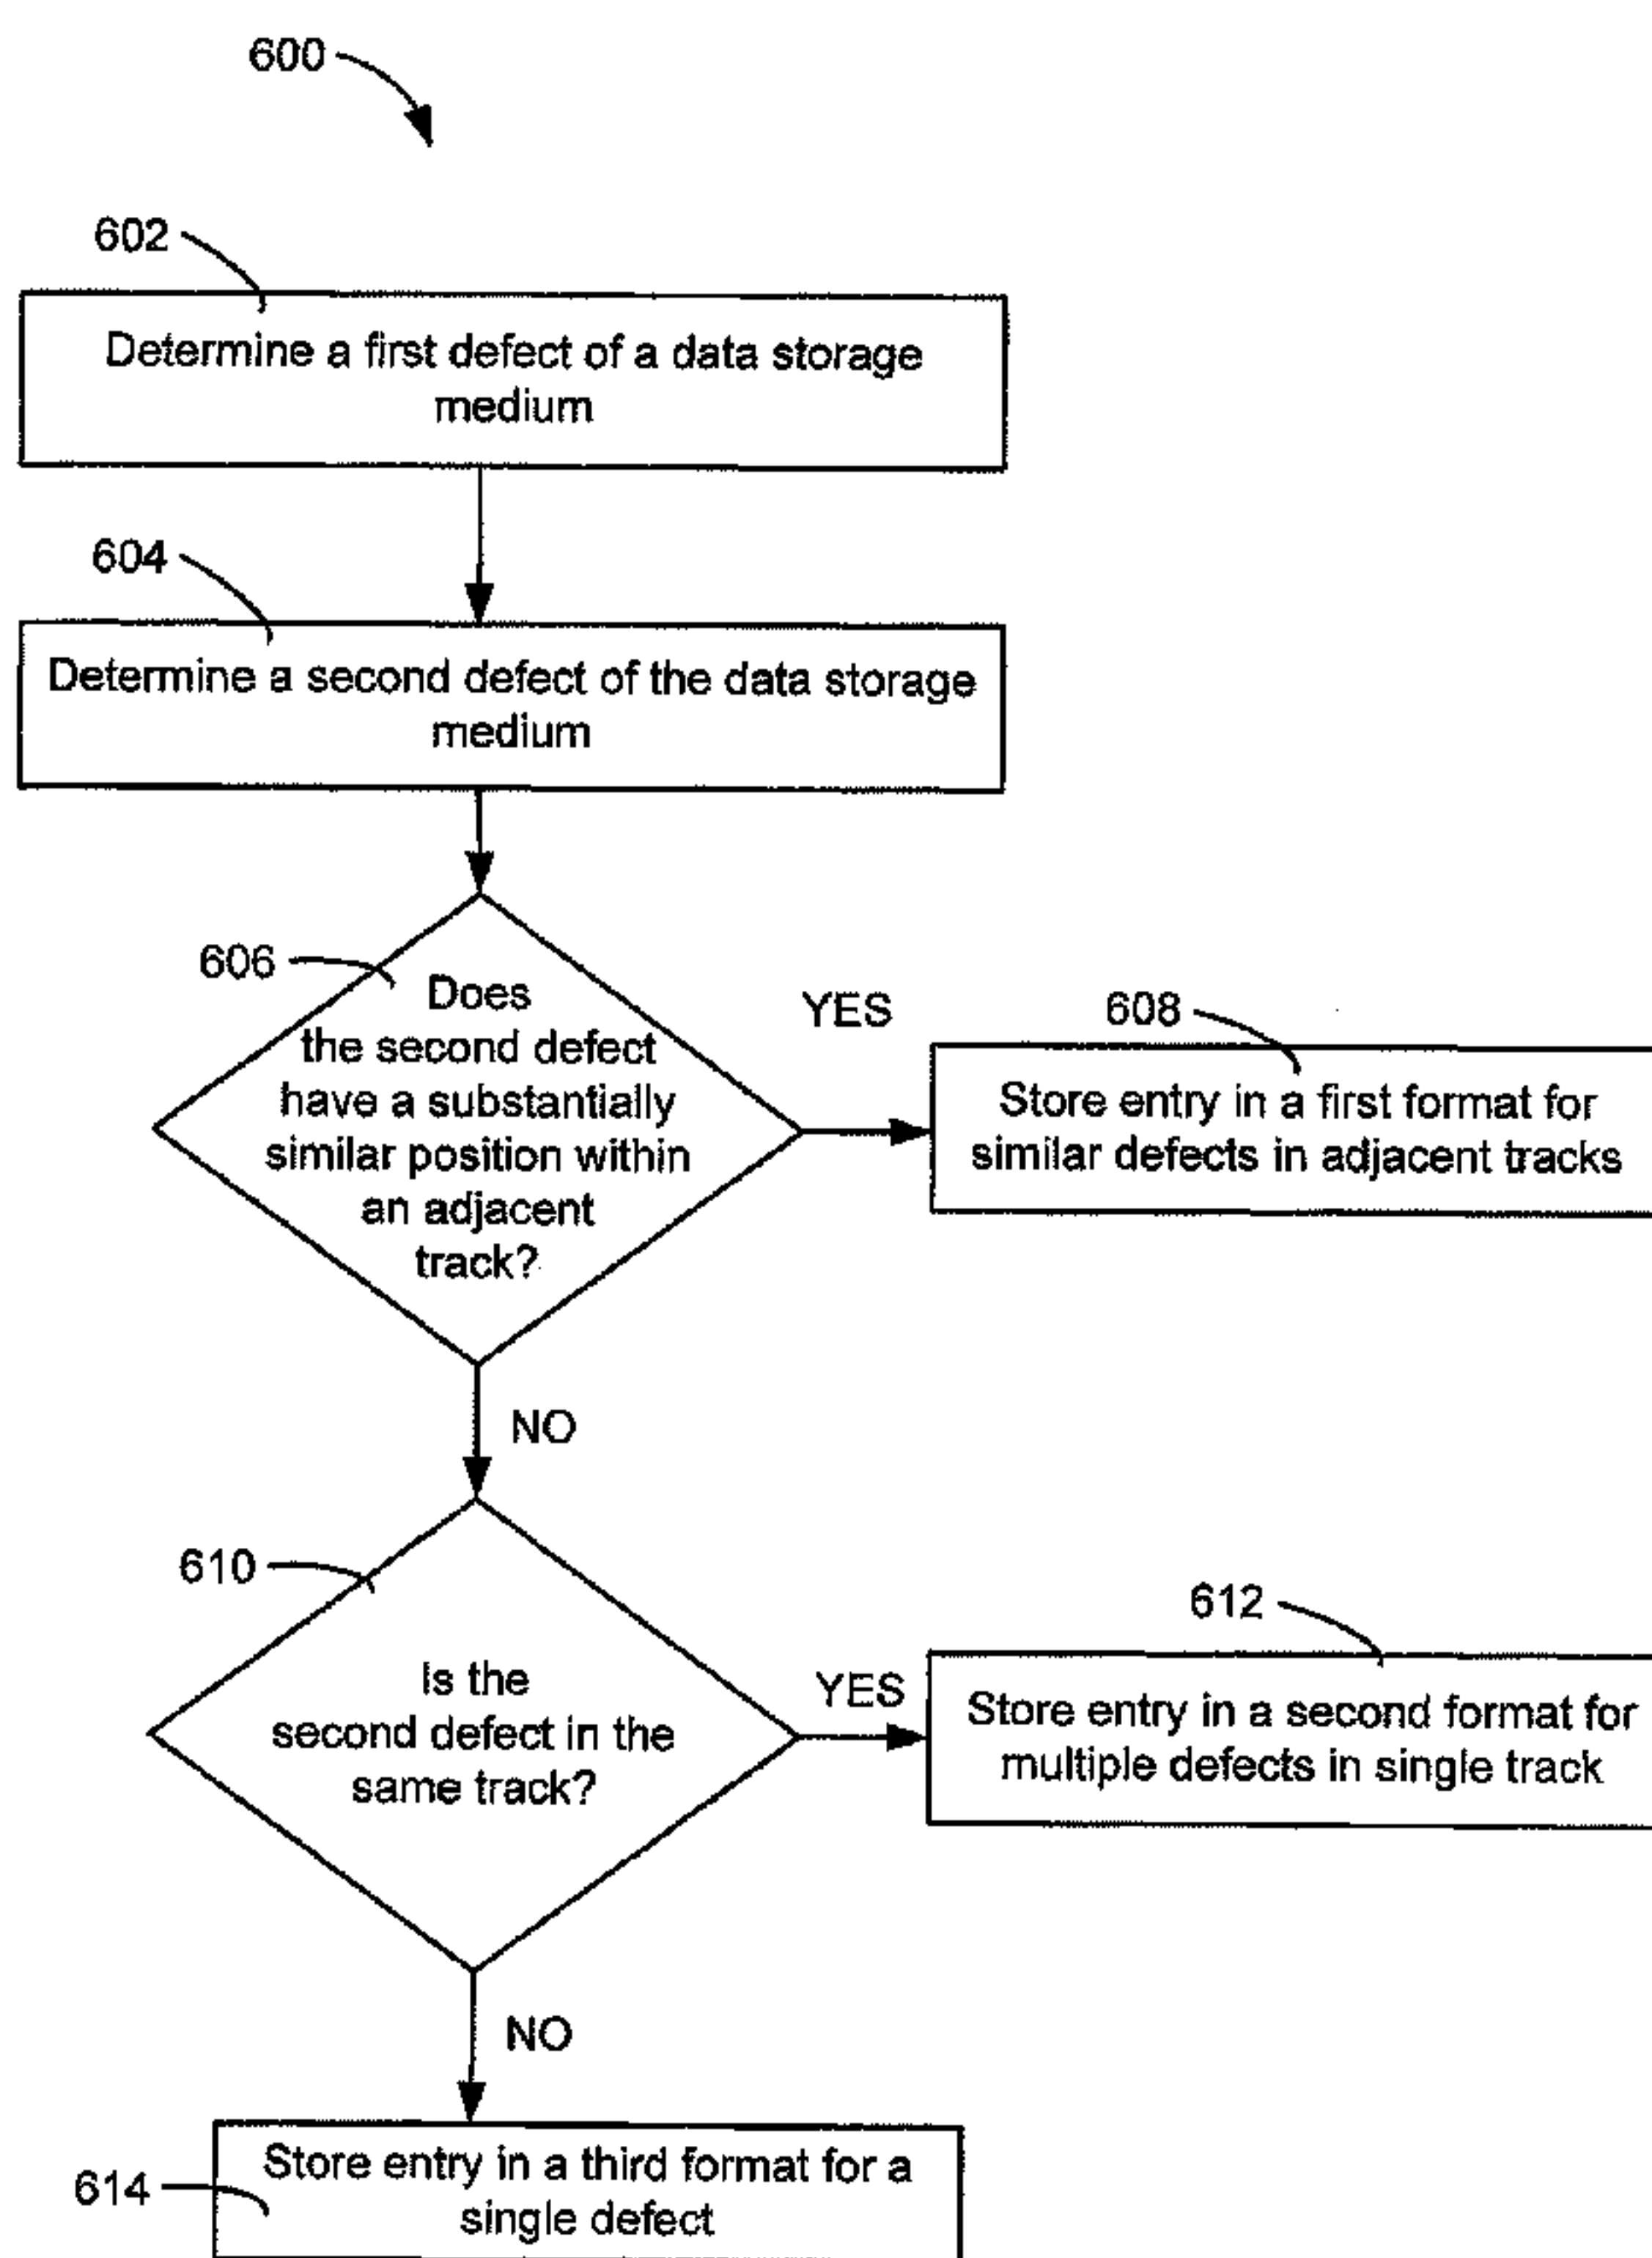 600
602
Determine a first defect of a data storage
medium
604
Determine a second defect of the data storage
medium
606
Does
the second defect
have a substantially
similar position within
an adjacent
track?
YES
608
Store entry in a first format for
similar defects in adjacent tracks
NO
610
Is the
second defect in the
same track?
YES
612
Store entry in a second format for
multiple defects in single track
NO
614
Store entry in a third format for a
single defect